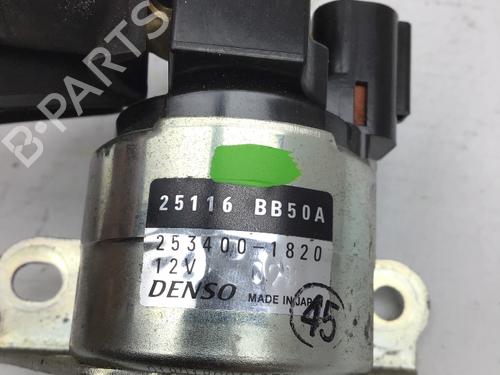 B-PARTS
25116 BB50A
253400-1820
12V
DENSO MADE IN JAPAN
45